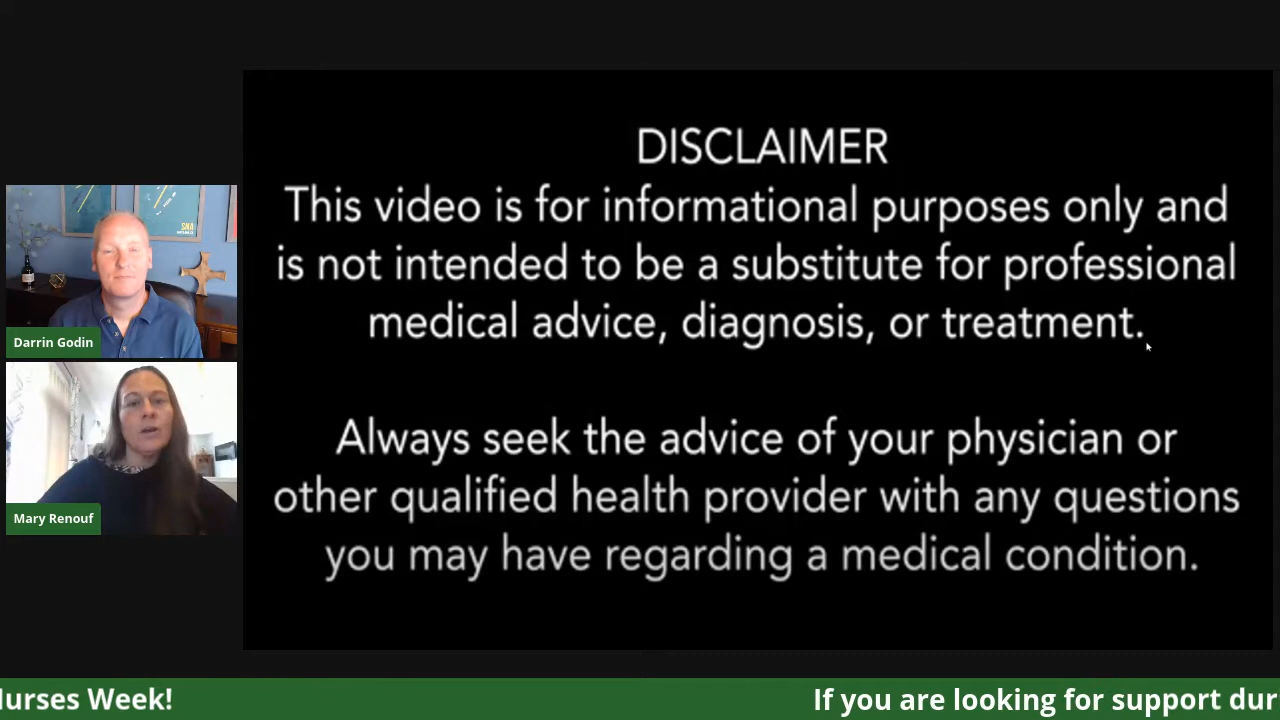 DISCLAIMER
This video is for informational purposes only and
is not intended to be a substitute for professional
medical advice, diagnosis, or treatment.
Always seek the advice of your physician or
other qualified health provider with any questions
you may have regarding a medical condition.
SNA
Darrin Godin
Mary Renouf
Week!
If you are looking for support